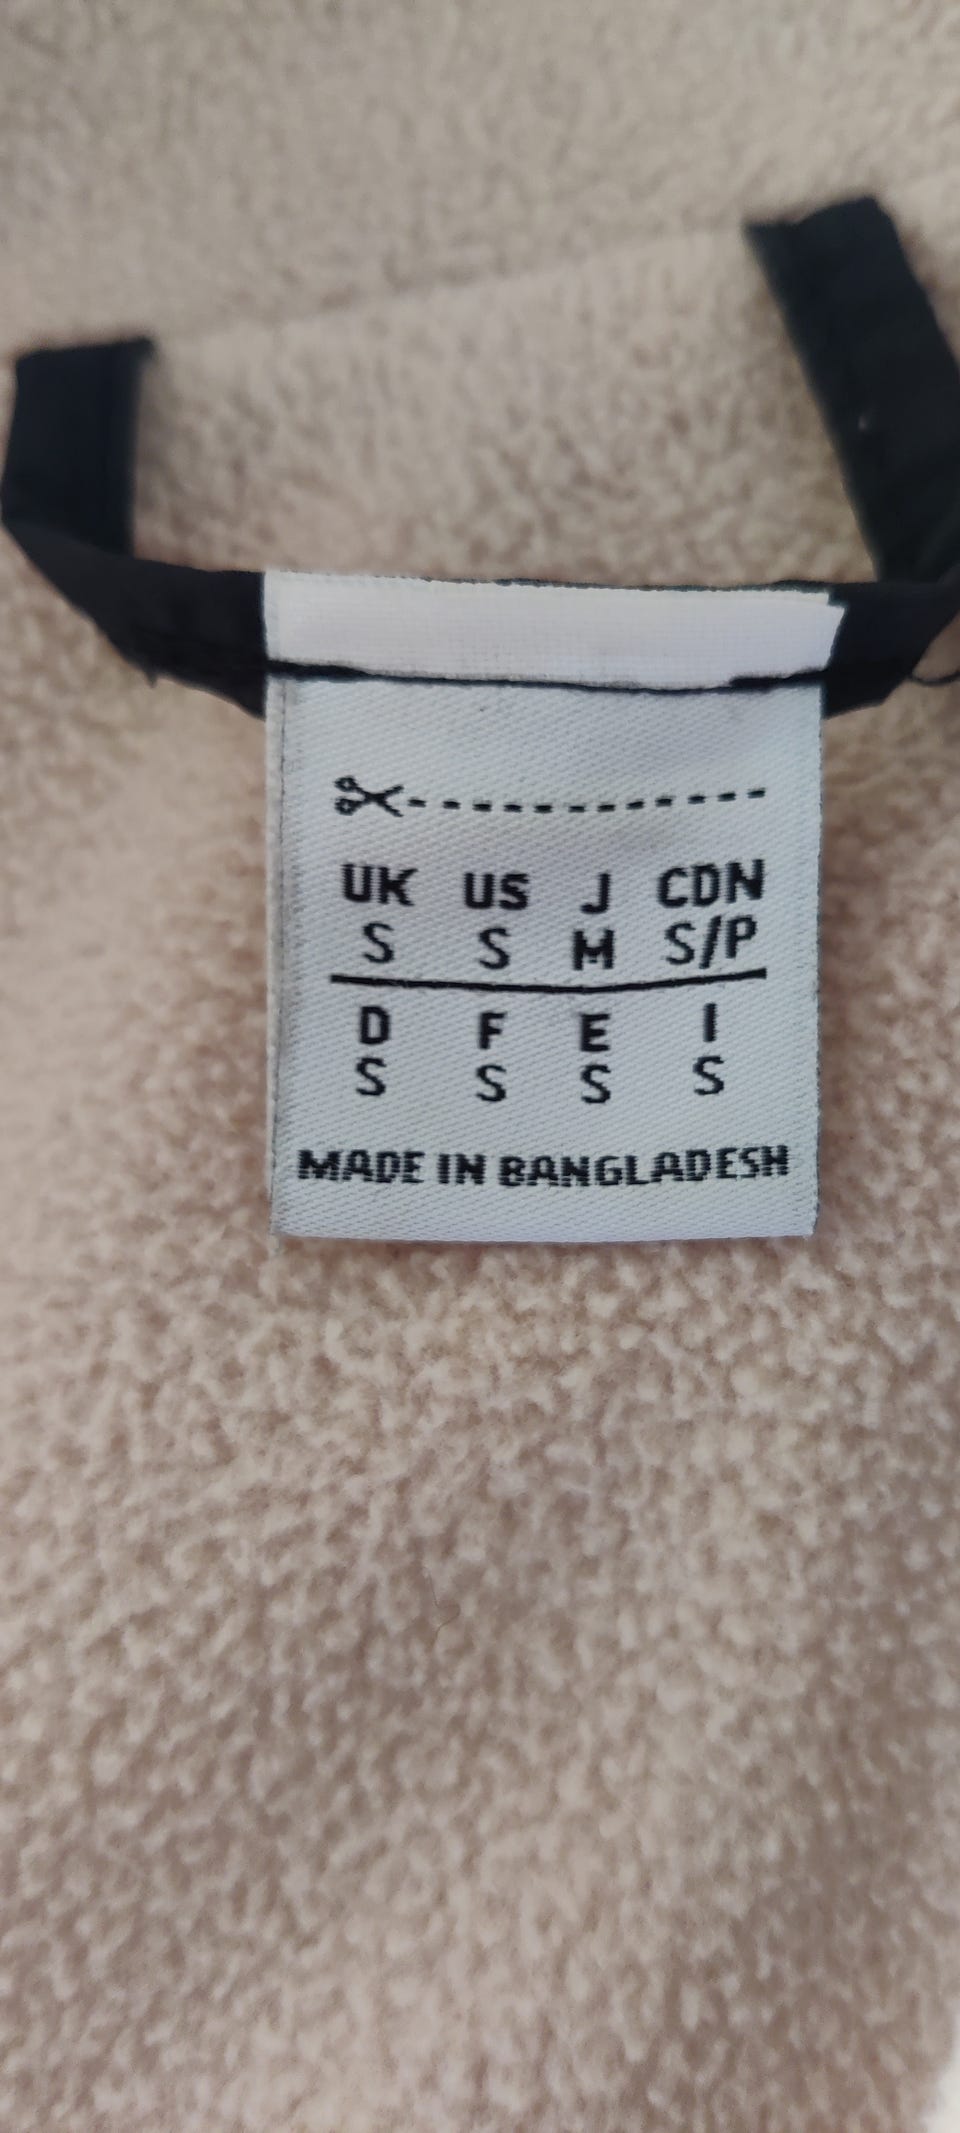 UK US J CDN
S S M S/P
D F E I
S S S S
MADE IN BANGLADESH